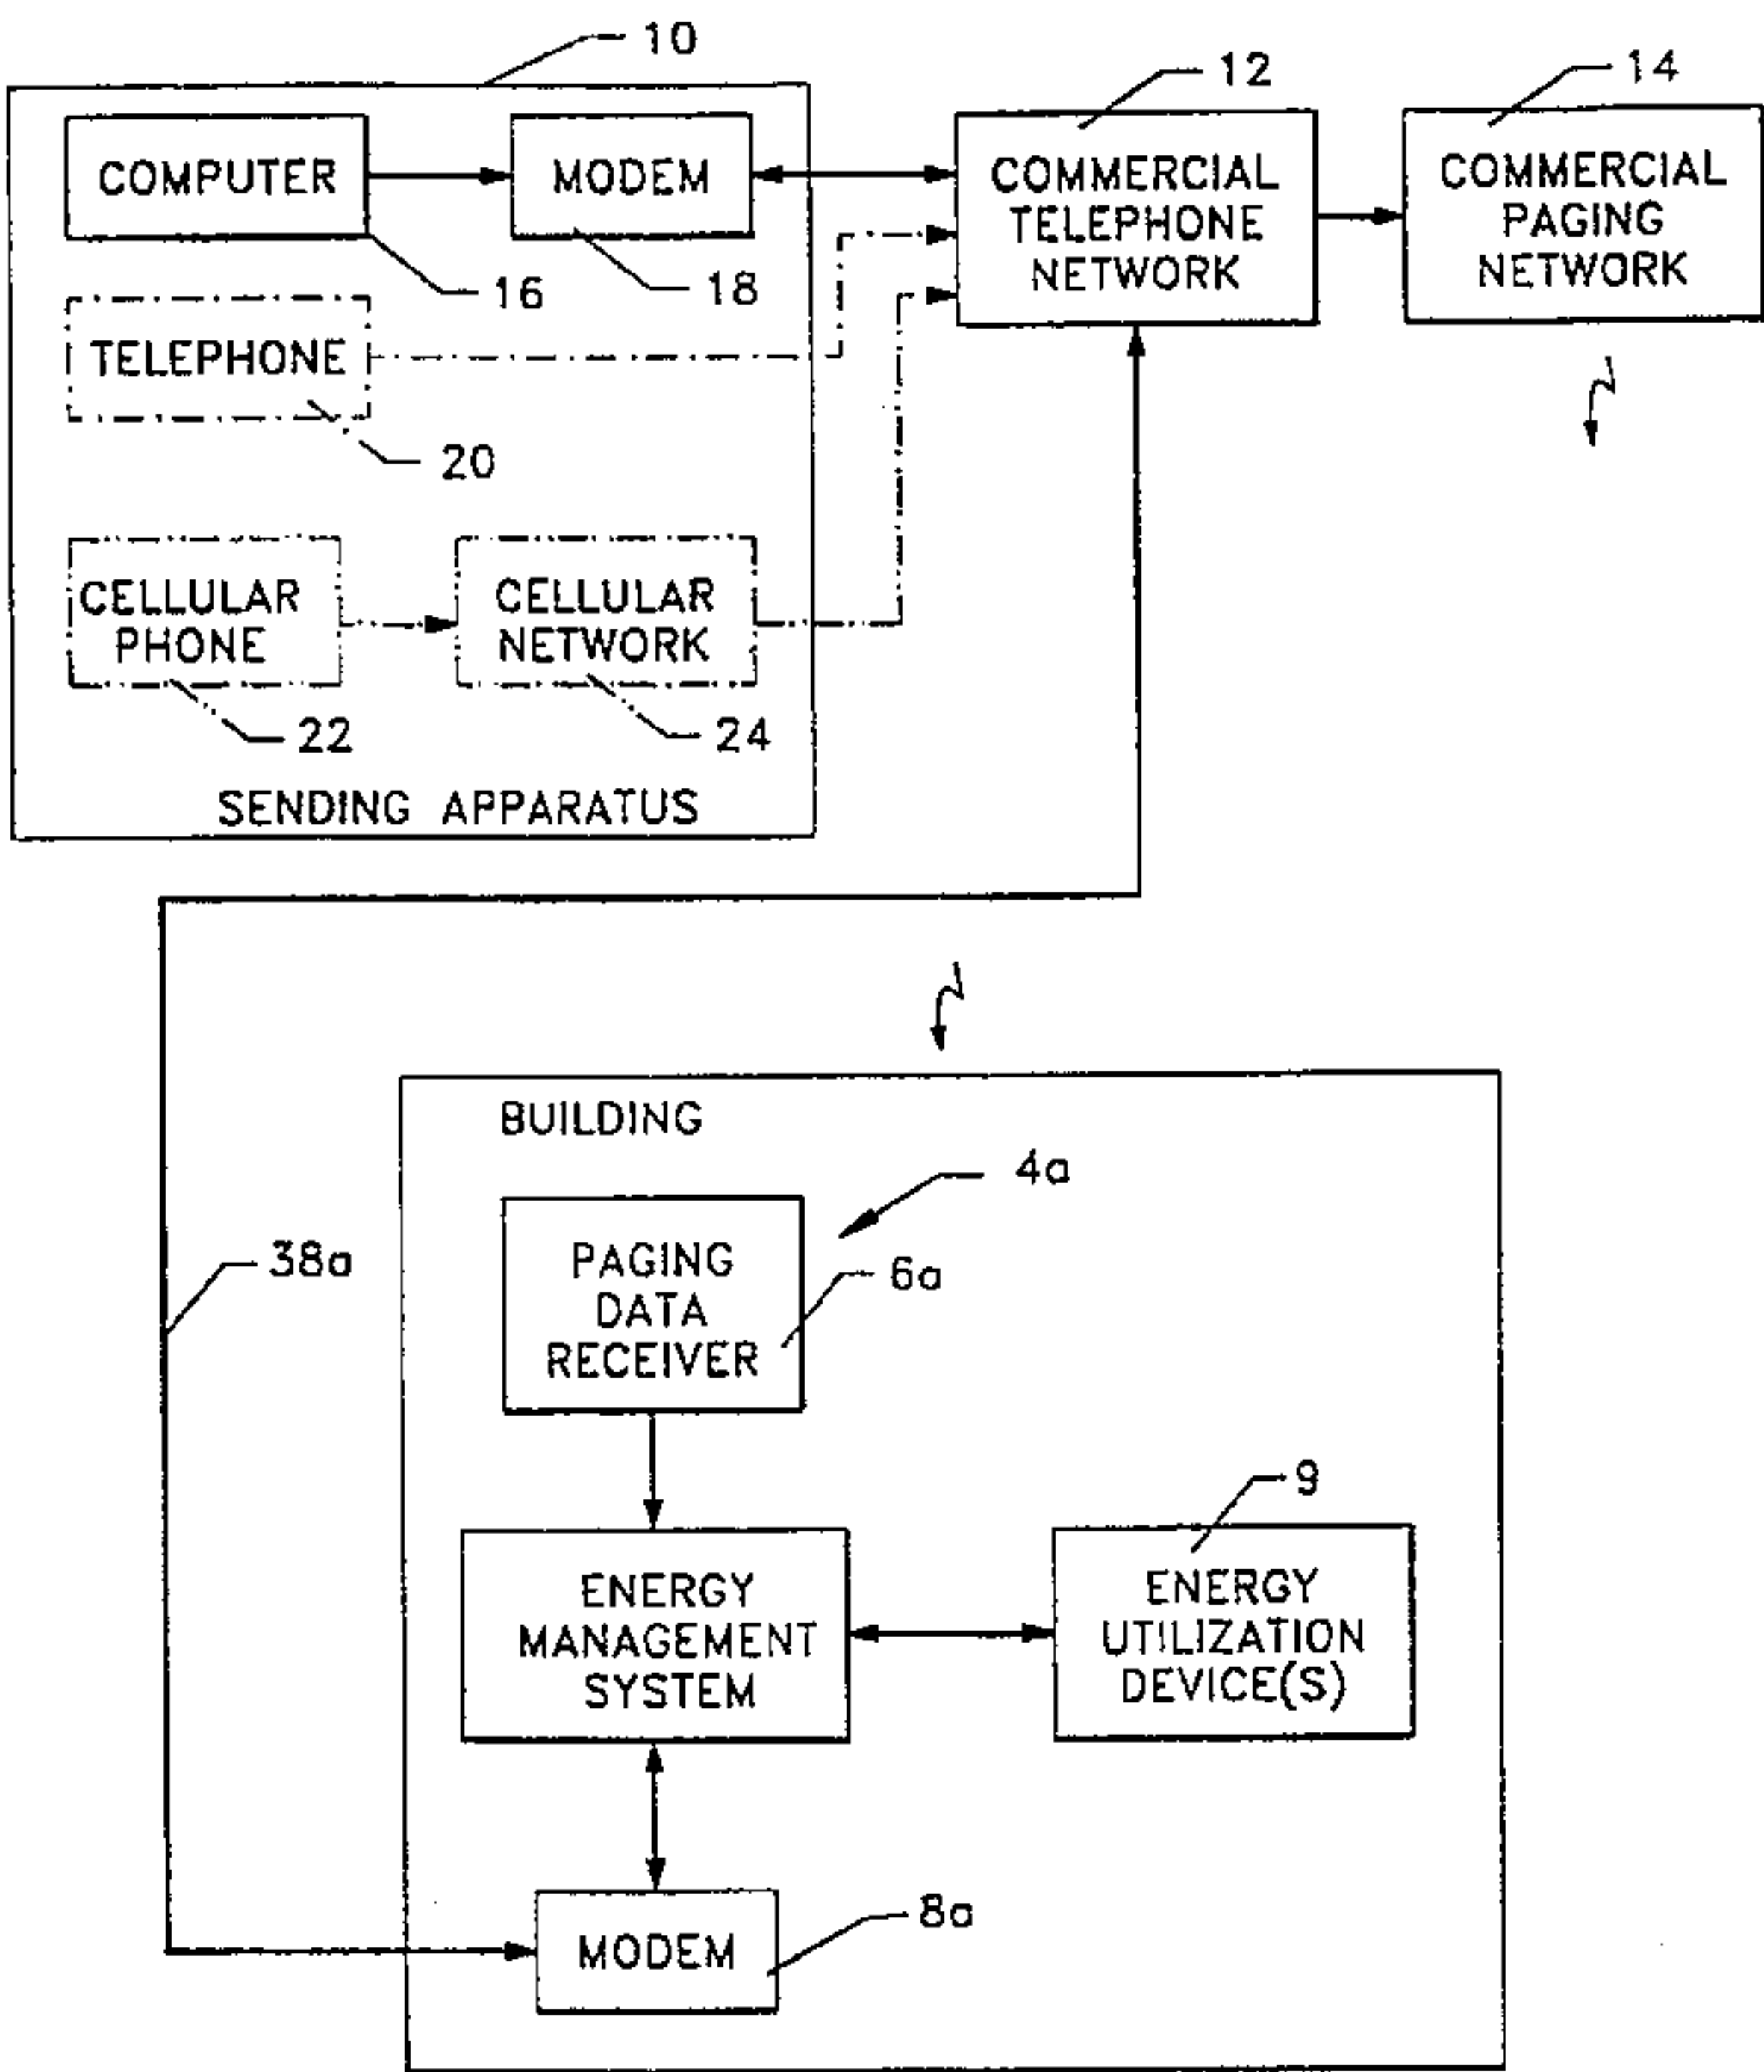 10
12
14
COMPUTER
MODEM
COMMERCIAL
TELEPHONE
NETWORK
COMMERCIAL
PAGING
NETWORK
16
18
TELEPHONE
20
CELLULAR
PHONE
CELLULAR
NETWORK
22
24
SENDING APPARATUS
BUILDING
4a
38a
PAGING
DATA
RECEIVER
6a
9
ENERGY
MANAGEMENT
SYSTEM
ENERGY
UTILIZATION
DEVICE(S)
MODEM
8a